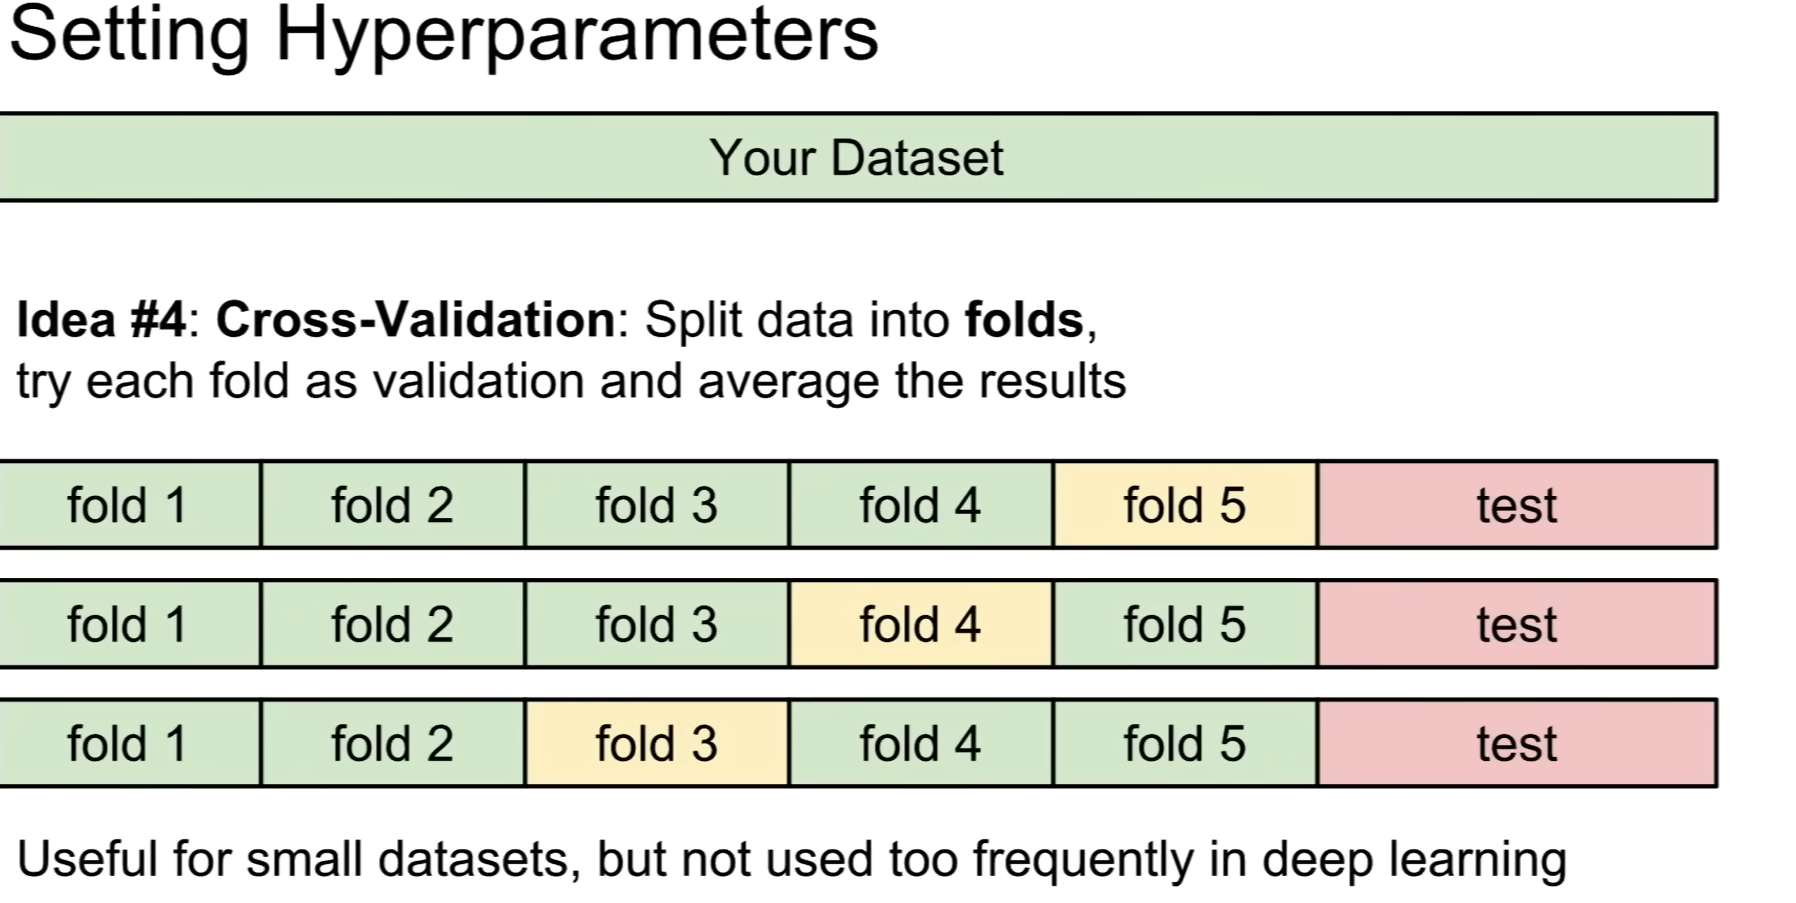 Setting Hyperparameters
Your Dataset
Idea #4: Cross-Validation: Split data into folds,
try each fold as validation and average the results
fold 1 fold 2 fold 3 fold 4 fold 5 test
fold 1 fold 2 fold 3 fold 4 fold 5 test
fold 1 fold 2 fold 3 fold 4 fold 5 test
Useful for small datasets, but not used too frequently in deep learning